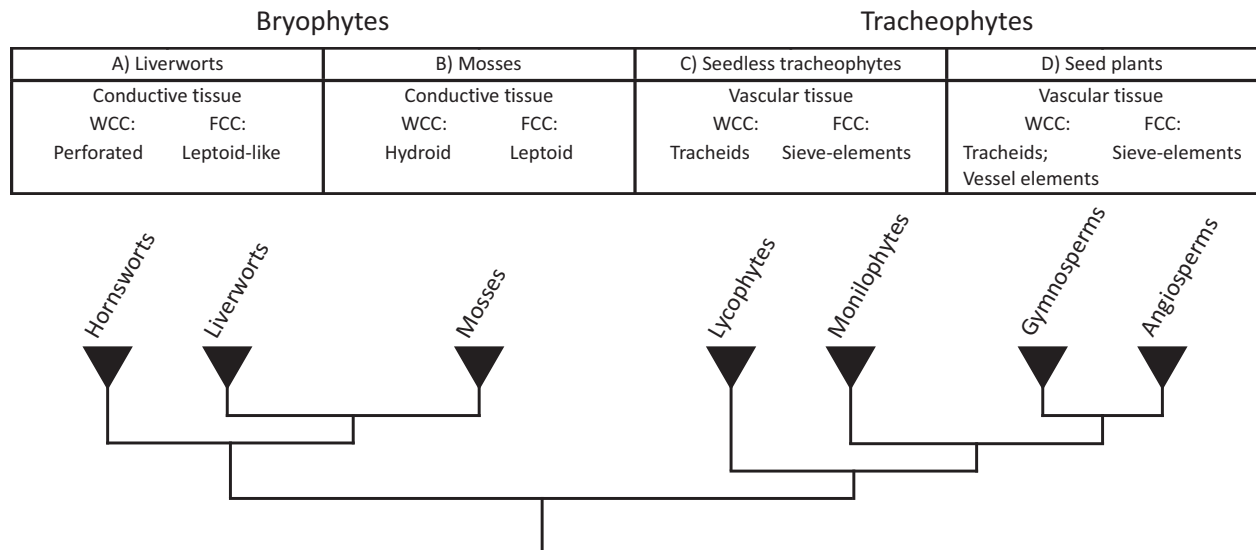 Bryophytes Tracheophytes
A) Liverworts B) Mosses C) Seedless tracheophytes D) Seed plants
Conductive tissue Conductive tissue Vascular tissue Vascular tissue
WCC: FCC: WCC: FCC: WCC: FCC: WCC: FCC:
Perforated Leptoid-like Hydroid Leptoid Tracheids Sieve-elements Tracheids; Sieve-elements
Vessel elements
Hornsworts Liverworts Mosses Lycophytes Monilophytes Gymnosperms Angiosperms